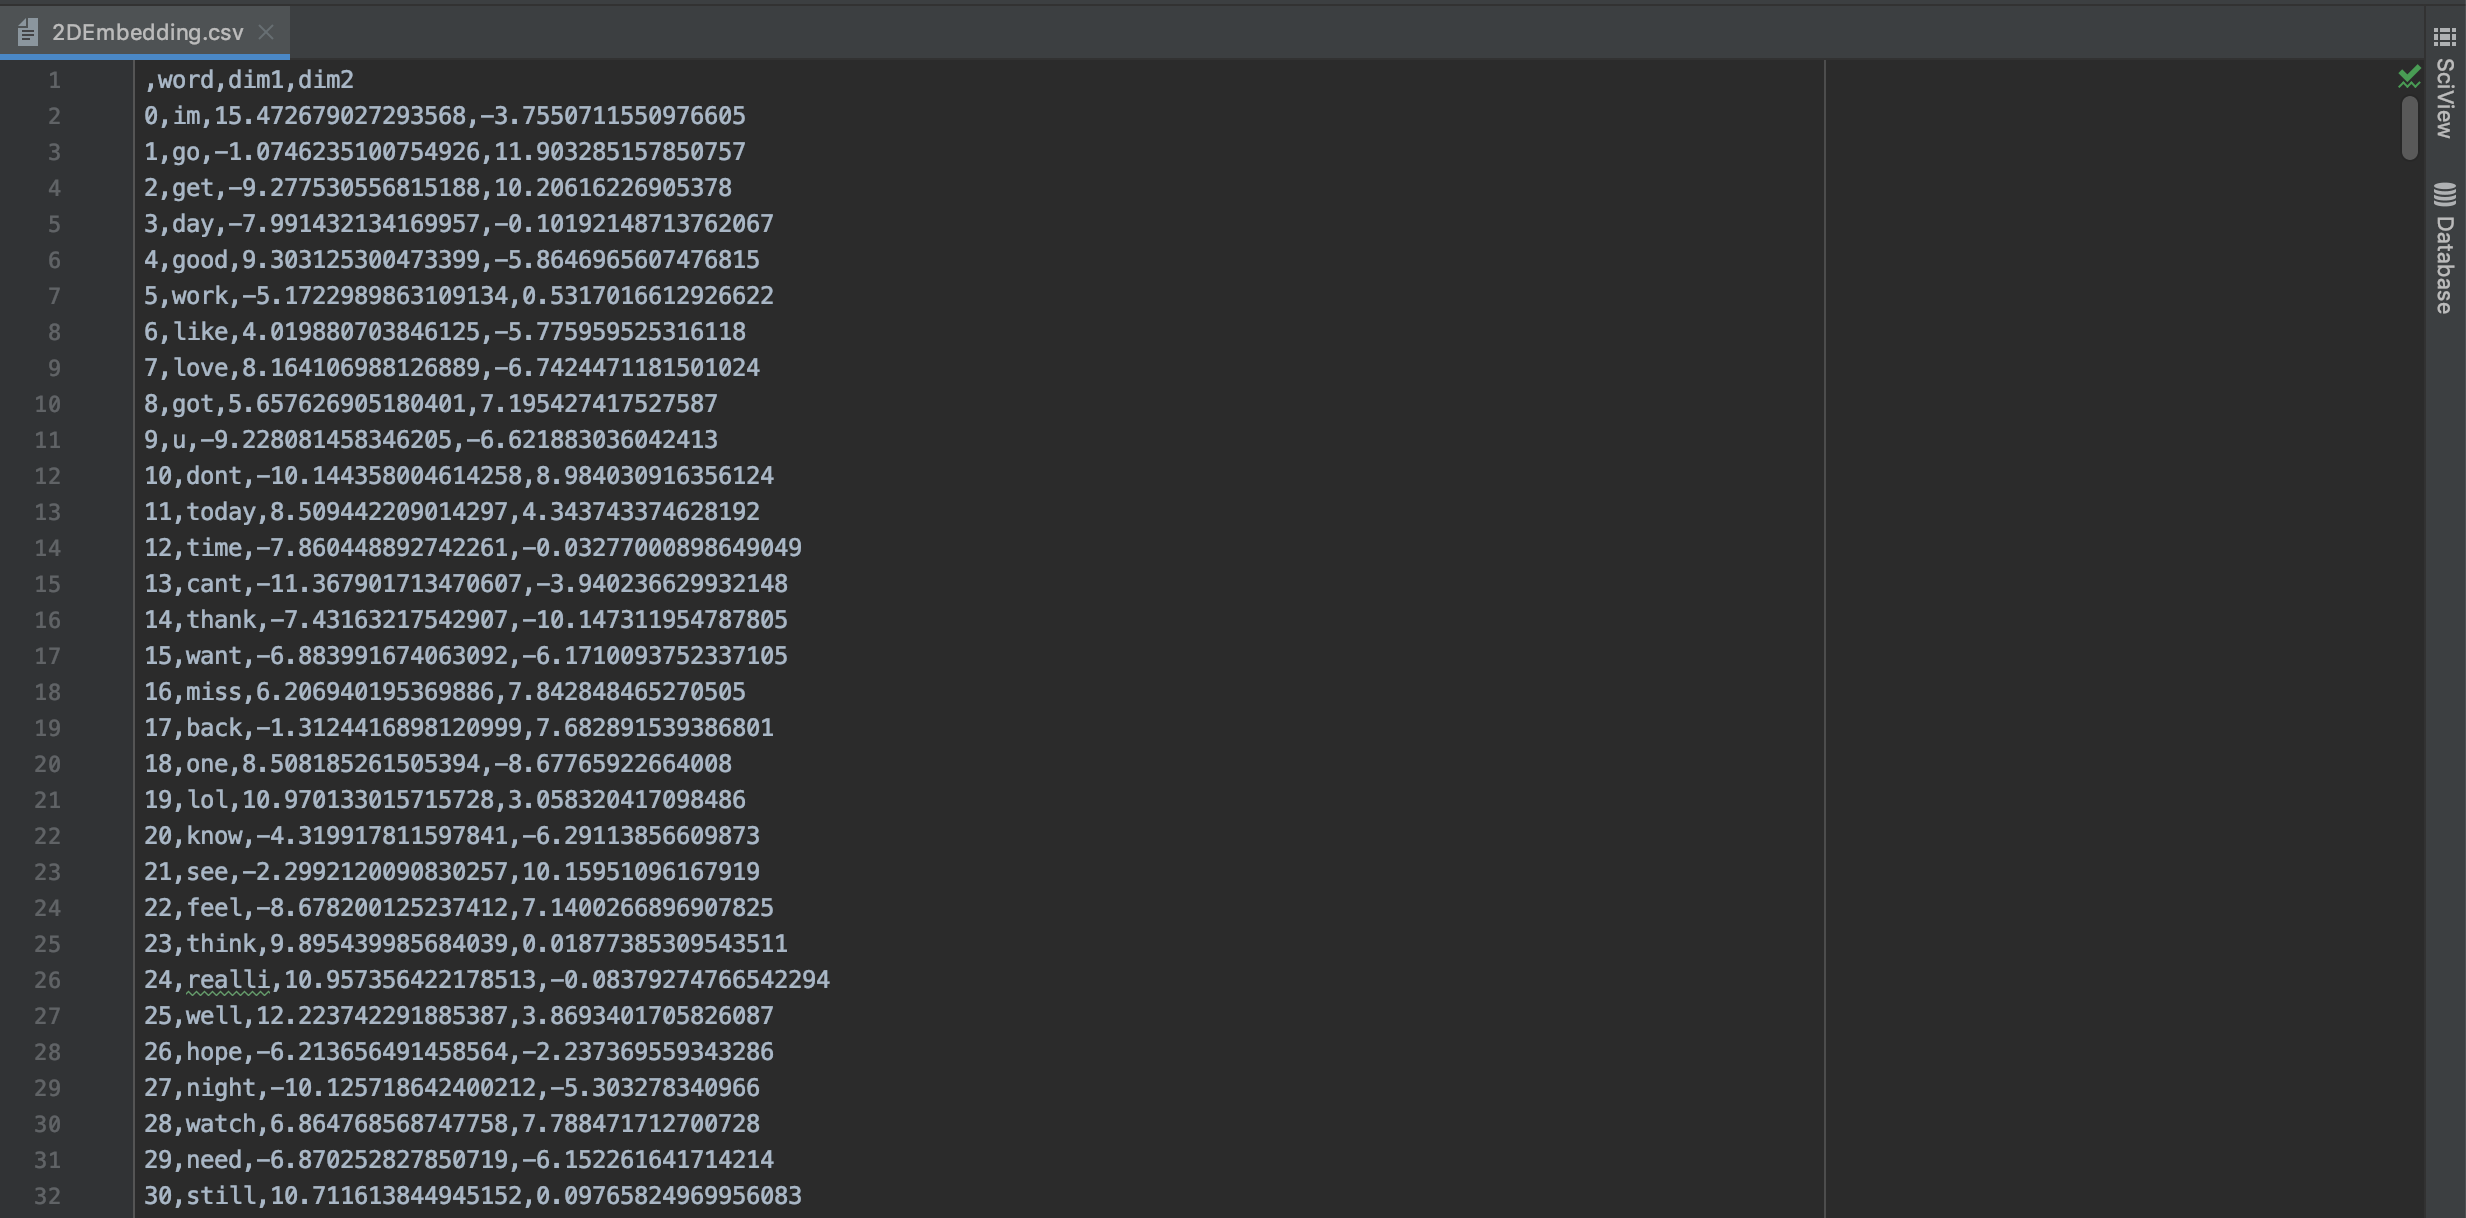 2DEmbedding.csv
1 ,word,dim1,dim2
2 0,im,15.472679027293568,-3.7550711550976605
3 1,go,-1.0746235100754926,11.903285157850757
4 2,get,-9.277530556815188,10.20616226905378
5 3,day,-7.991432134169957,-0.10192148713762067
6 4,good,9.303125300473399,-5.8646965607476815
7 5,work,-5.1722989863109134,0.5317016612926622
8 6,like,4.019880703846125,-5.775959525316118
9 7,love,8.164106988126889,-6.7424471181501024
10 8,got,5.657626905180401,7.195427417527587
11 9,u,-9.228081458346205,-6.621883036042413
12 10,dont,-10.144358004614258,8.984030916356124
13 11,today,8.509442209014297,4.343743374628192
14 12,time,-7.860448892742261,-0.03277000898649049
15 13,cant,-11.367901713470607,-3.940236629932148
16 14,thank,-7.43163217542907,-10.147311954787805
17 15,want,-6.883991674063092,-6.1710093752337105
18 16,miss,6.206940195369886,7.842848465270505
19 17,back,-1.3124416898120999,7.682891539386801
20 18,one,8.508185261505394,-8.67765922664008
21 19,lol,10.970133015715728,3.058320417098486
22 20,know,-4.319917811597841,-6.29113856609873
23 21,see,-2.2992120090830257,10.15951096167919
24 22,feel,-8.678200125237412,7.1400266896907825
25 23,think,9.895439985684039,0.01877385309543511
26 24,realli,10.957356422178513,-0.08379274766542294
27 25,well,12.223742291885387,3.8693401705826087
28 26,hope,-6.213656491458564,-2.237369559343286
29 27,night,-10.125718642400212,-5.303278340966
30 28,watch,6.864768568747758,7.788471712700728
31 29,need,-6.870252827850719,-6.152261641714214
32 30,still,10.711613844945152,0.09765824969956083
SciView
Database